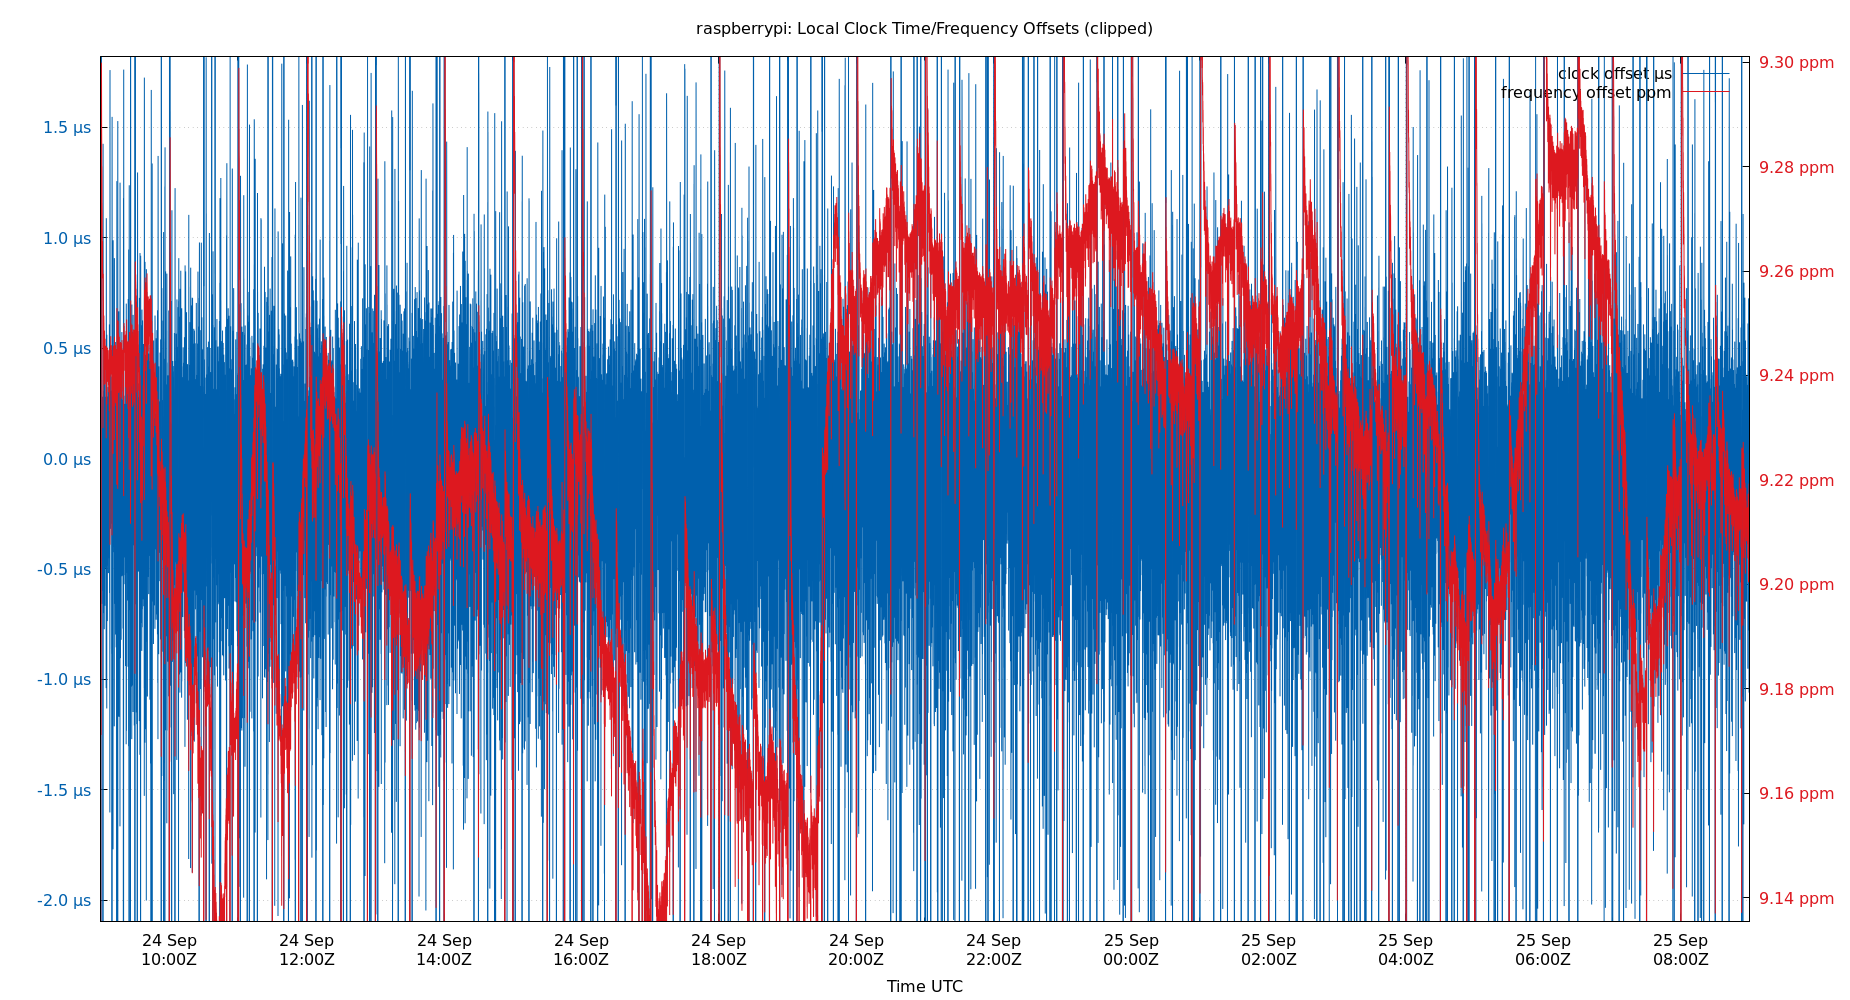 raspberrypi: Local Clock Time/Frequency Offsets (clipped)
clock offset µs
frequency offset ppm
1.5 µs
1.0 µs
0.5 µs
0.0 µs
-0.5 µs
-1.0 µs
-1.5 µs
-2.0 µs
9.30 ppm
9.28 ppm
9.26 ppm
9.24 ppm
9.22 ppm
9.20 ppm
9.18 ppm
9.16 ppm
9.14 ppm
24 Sep 24 Sep 24 Sep 24 Sep 24 Sep 24 Sep 24 Sep 25 Sep 25 Sep 25 Sep 25 Sep 25 Sep
10:00Z 12:00Z 14:00Z 16:00Z 18:00Z 20:00Z 22:00Z 00:00Z 02:00Z 04:00Z 06:00Z 08:00Z
Time UTC